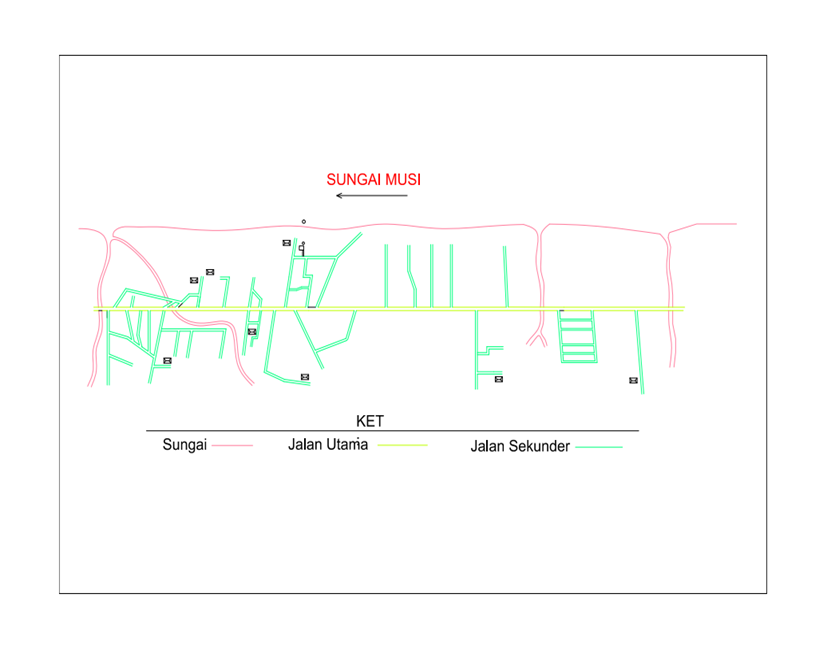 SUNGAI MUSI
KET
Sungai
Jalan Utama
Jalan Sekunder